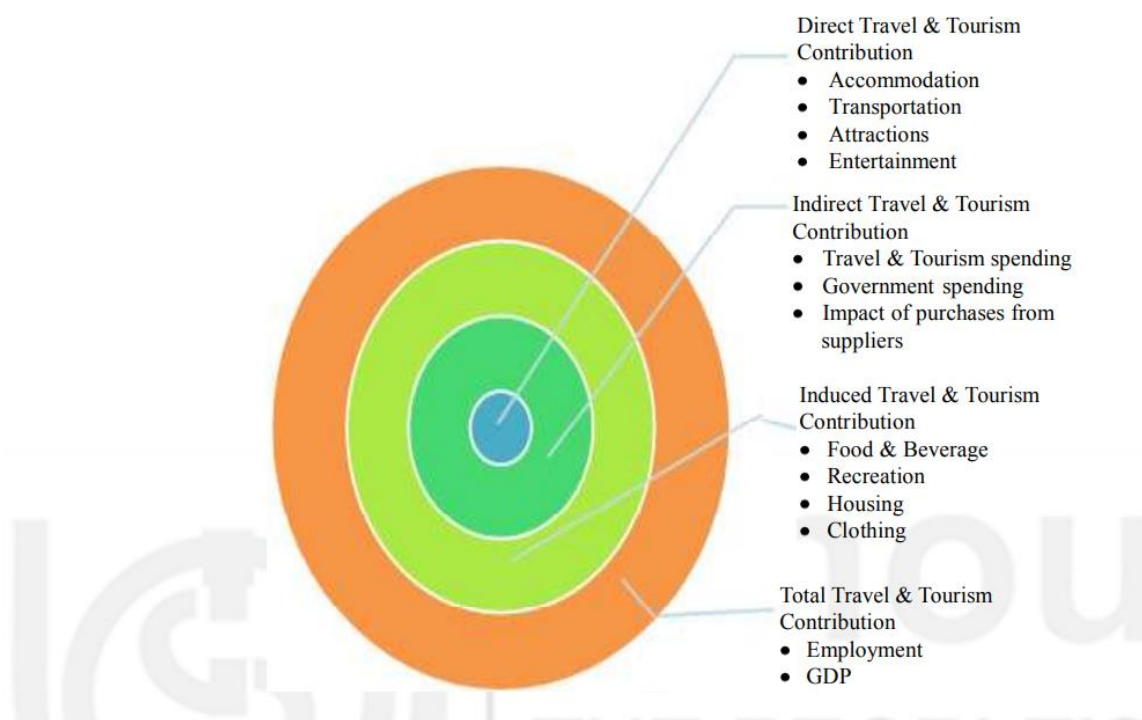 Direct Travel & Tourism
Contribution
● Accommodation
● Transportation
● Attractions
● Entertainment
Indirect Travel & Tourism
Contribution
● Travel & Tourism spending
● Government spending
● Impact of purchases from
suppliers
Induced Travel & Tourism
Contribution
● Food & Beverage
● Recreation
● Housing
● Clothing
Total Travel & Tourism
Contribution
● Employment
● GDP